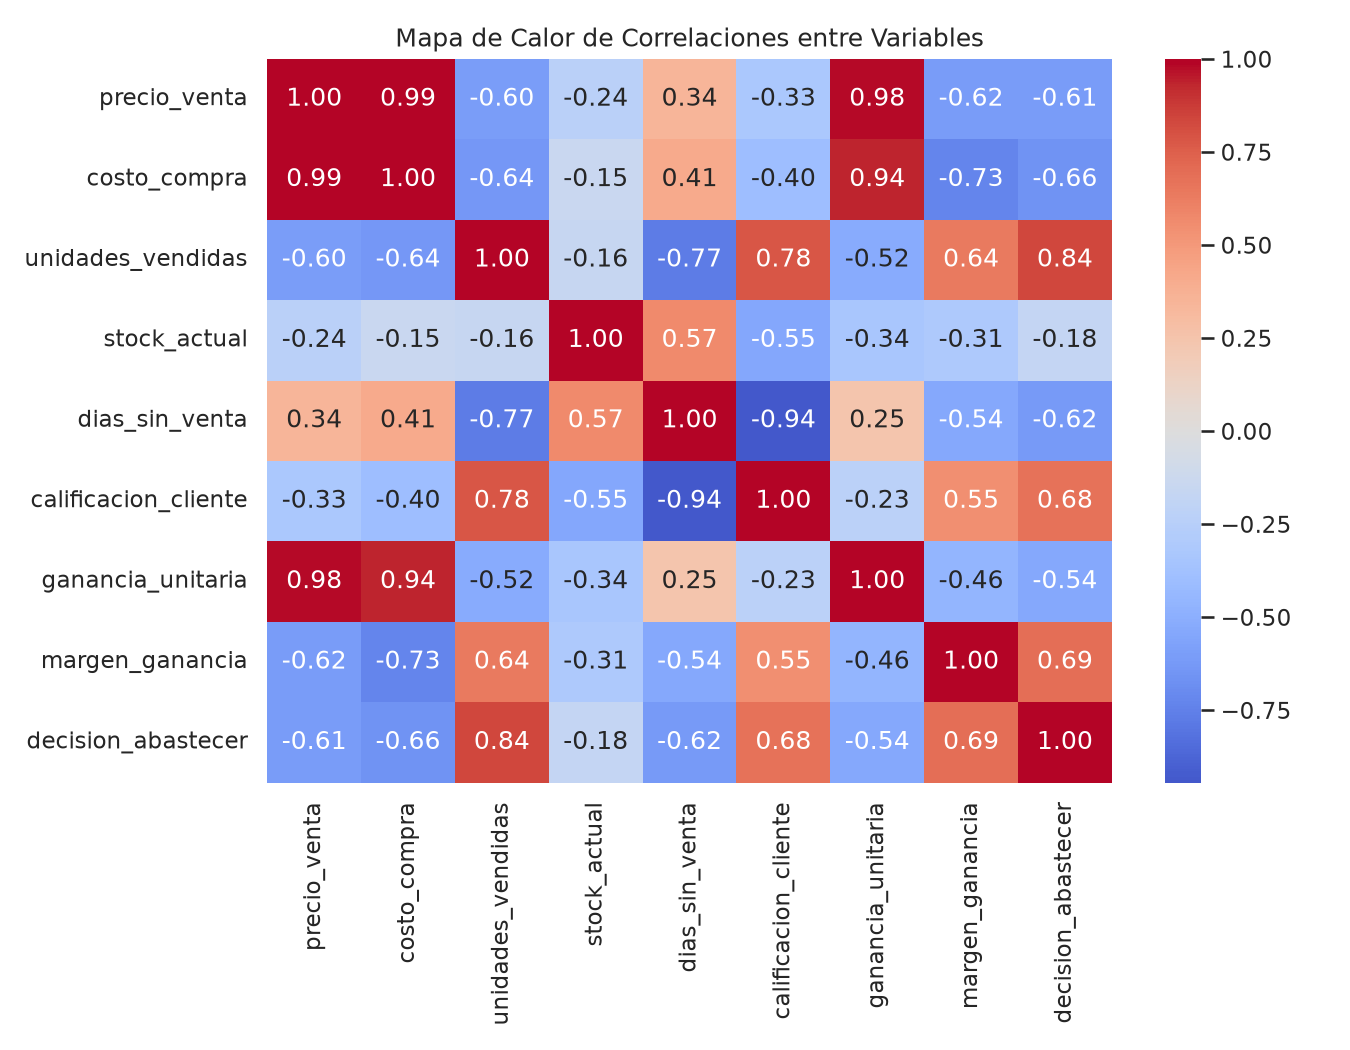 Mapa de Calor de Correlaciones entre Variables
precio_venta 1.00 0.99 -0.60 -0.24 0.34 -0.33 0.98 -0.62 -0.61
costo_compra 0.99 1.00 -0.64 -0.15 0.41 -0.40 0.94 -0.73 -0.66
unidades_vendidas -0.60 -0.64 1.00 -0.16 -0.77 0.78 -0.52 0.64 0.84
stock_actual -0.24 -0.15 -0.16 1.00 0.57 -0.55 -0.34 -0.31 -0.18
dias_sin_venta 0.34 0.41 -0.77 0.57 1.00 -0.94 0.25 -0.54 -0.62
calificacion_cliente -0.33 -0.40 0.78 -0.55 -0.94 1.00 -0.23 0.55 0.68
ganancia_unitaria 0.98 0.94 -0.52 -0.34 0.25 -0.23 1.00 -0.46 -0.54
margen_ganancia -0.62 -0.73 0.64 -0.31 -0.54 0.55 -0.46 1.00 0.69
decision_abastecer -0.61 -0.66 0.84 -0.18 -0.62 0.68 -0.54 0.69 1.00
precio_venta
costo_compra
unidades_vendidas
stock_actual
dias_sin_venta
calificacion_cliente
ganancia_unitaria
margen_ganancia
decision_abastecer
1.00
0.75
0.50
0.25
0.00
−0.25
−0.50
−0.75